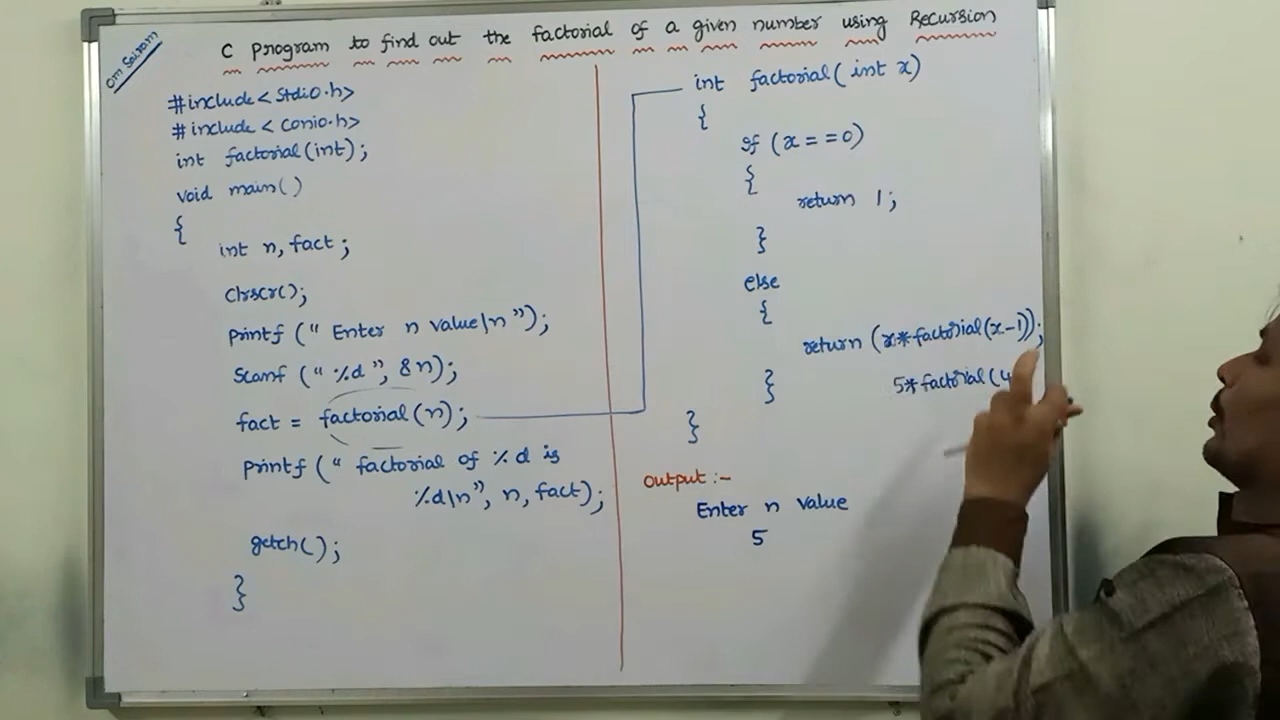 Om Sairam
C program to find out the factorial of a given number using Recursion
#include<stdio.h>
#include<conio.h>
int factorial(int);
void main()
{
int n, fact;
clrscr();
printf (" Enter n value\n");
scanf ("%d", &n);
fact = factorial(n);
printf (" factorial of %d is
%d\n", n, fact);
getch();
}
int factorial(int x)
{
if (x==0)
{
return 1;
}
else
{
return (x*factorial(x-1));
5*factorial(4
}
}
output:-
Enter n value
5